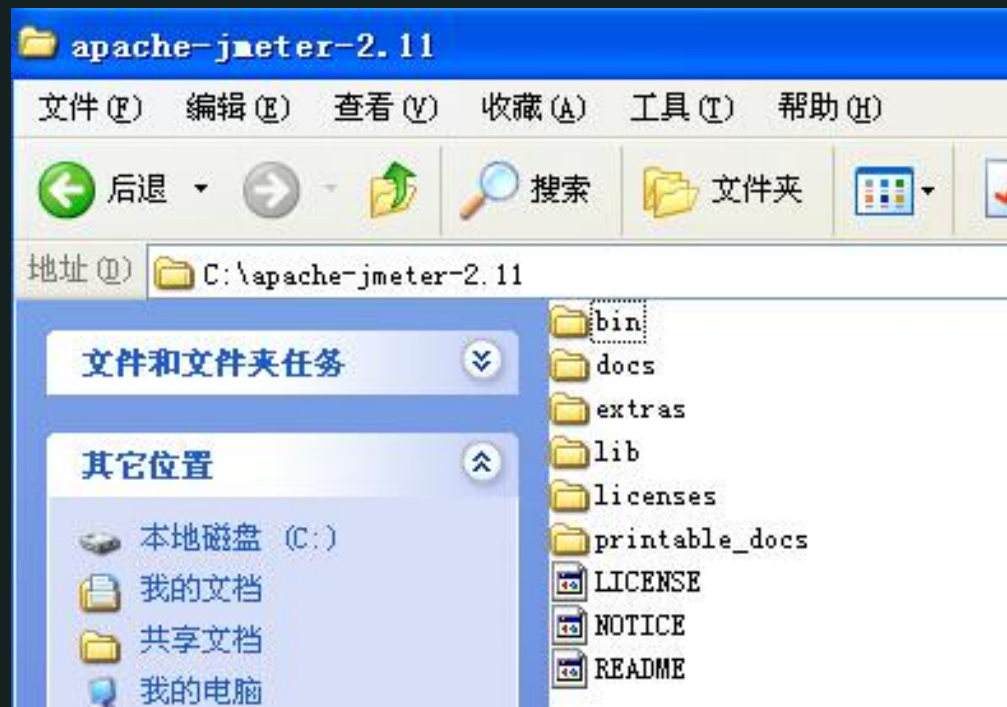 apache-jmeter-2.11
文件(F) 编辑(E) 查看(V) 收藏(A) 工具(T) 帮助(H)
后退 搜索 文件夹
地址(D) C:\apache-jmeter-2.11
文件和文件夹任务
其它位置
本地磁盘 (C:)
我的文档
共享文档
我的电脑
bin
docs
extras
lib
licenses
printable_docs
LICENSE
NOTICE
README